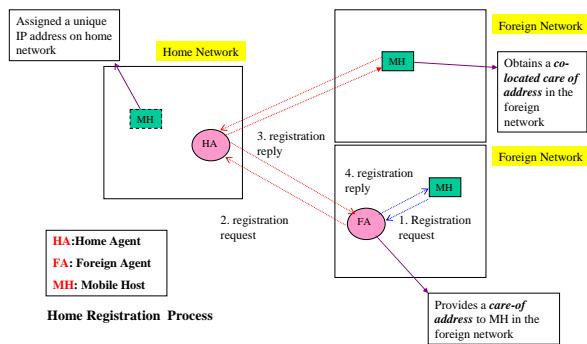 Assigned a unique
IP address on home
network
Home Network
Foreign Network
MH
MH
Obtains a co-
located care of
address in the
foreign
network
HA
3. registration
reply
Foreign Network
4. registration
reply
MH
2. registration
request
FA
1. Registration
request
HA:Home Agent
FA: Foreign Agent
MH: Mobile Host
Home Registration Process
Provides a care-of
address to MH in the
foreign network